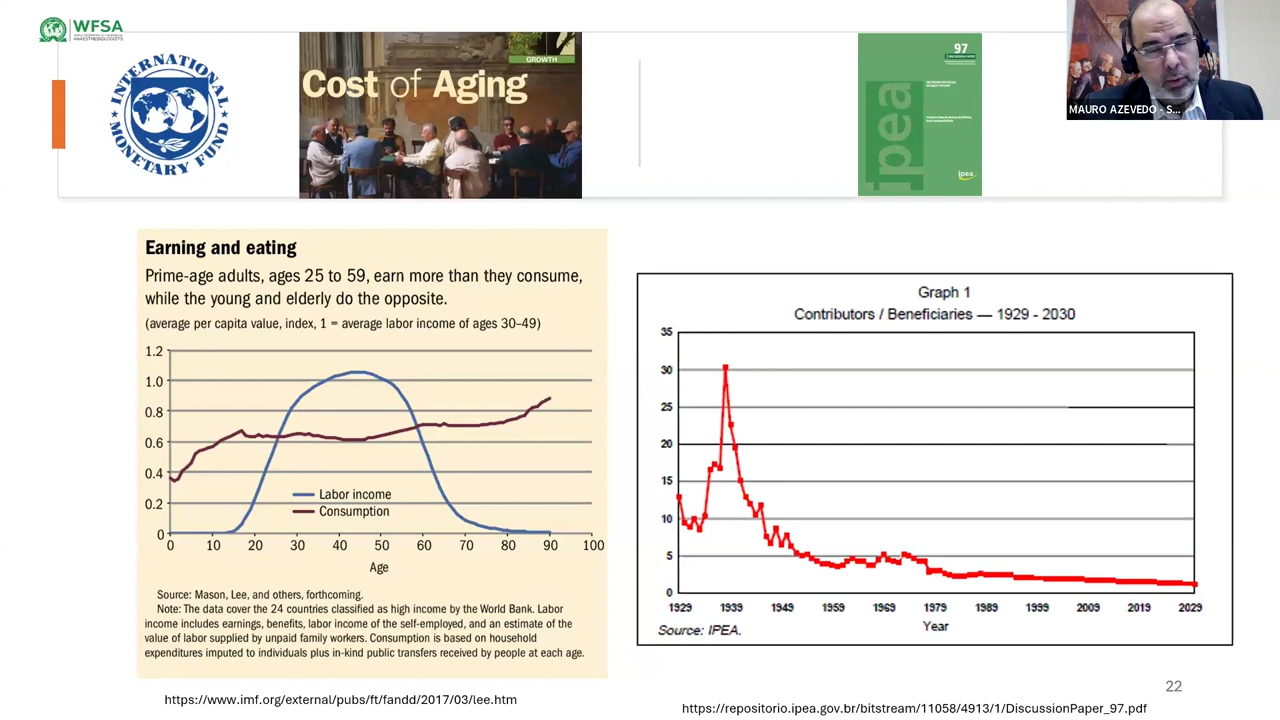 WFSA
INTERNATIONAL MONETARY FUND
GROWTH
Cost of Aging
97
ipea
ipea
MAURO AZEVEDO - S...
Earning and eating
Prime-age adults, ages 25 to 59, earn more than they consume,
while the young and elderly do the opposite.
(average per capita value, index, 1 = average labor income of ages 30–49)
1.2
1.0
0.8
0.6
0.4
0.2
0
Labor income
Consumption
0 10 20 30 40 50 60 70 80 90 100
Age
Source: Mason, Lee, and others, forthcoming.
Note: The data cover the 24 countries classified as high income by the World Bank. Labor
income includes earnings, benefits, labor income of the self-employed, and an estimate of the
value of labor supplied by unpaid family workers. Consumption is based on household
expenditures imputed to individuals plus in-kind public transfers received by people at each age.
https://www.imf.org/external/pubs/ft/fandd/2017/03/lee.htm
Graph 1
Contributors / Beneficiaries — 1929 - 2030
35
30
25
20
15
10
5
0
1929 1939 1949 1959 1969 1979 1989 1999 2009 2019 2029
Year
Source: IPEA.
22
https://repositorio.ipea.gov.br/bitstream/11058/4913/1/DiscussionPaper_97.pdf